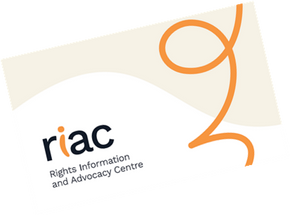 riac
Rights Information
and Advocacy Centre